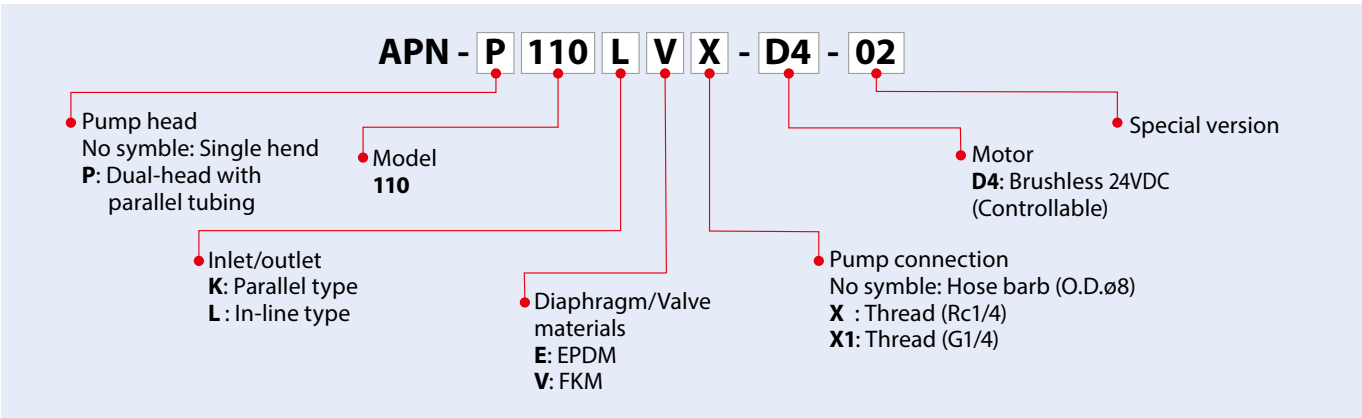 APN - P 110 L V X - D4 - 02
Pump head
No symble: Single hend
P: Dual-head with
parallel tubing
Model
110
Inlet/outlet
K: Parallel type
L : In-line type
Diaphragm/Valve
materials
E: EPDM
V: FKM
Pump connection
No symble: Hose barb (O.D.ø8)
X : Thread (Rc1/4)
X1: Thread (G1/4)
Motor
D4: Brushless 24VDC
(Controllable)
Special version